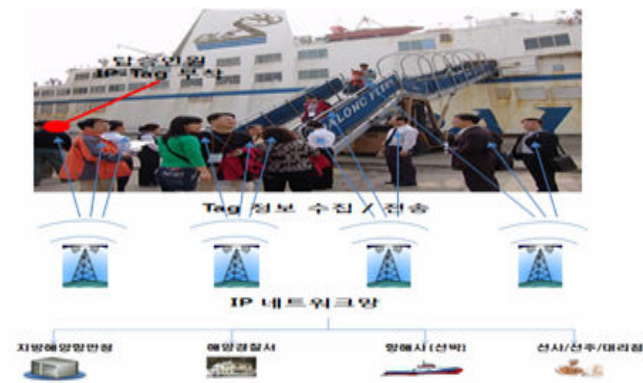 탑승인원
IP-Tag 부착
Tag 정보 수집 / 전송
IP 네트워크망
지방해양항만청
해양경찰서
항해사 (선박)
선사/선주/대리점